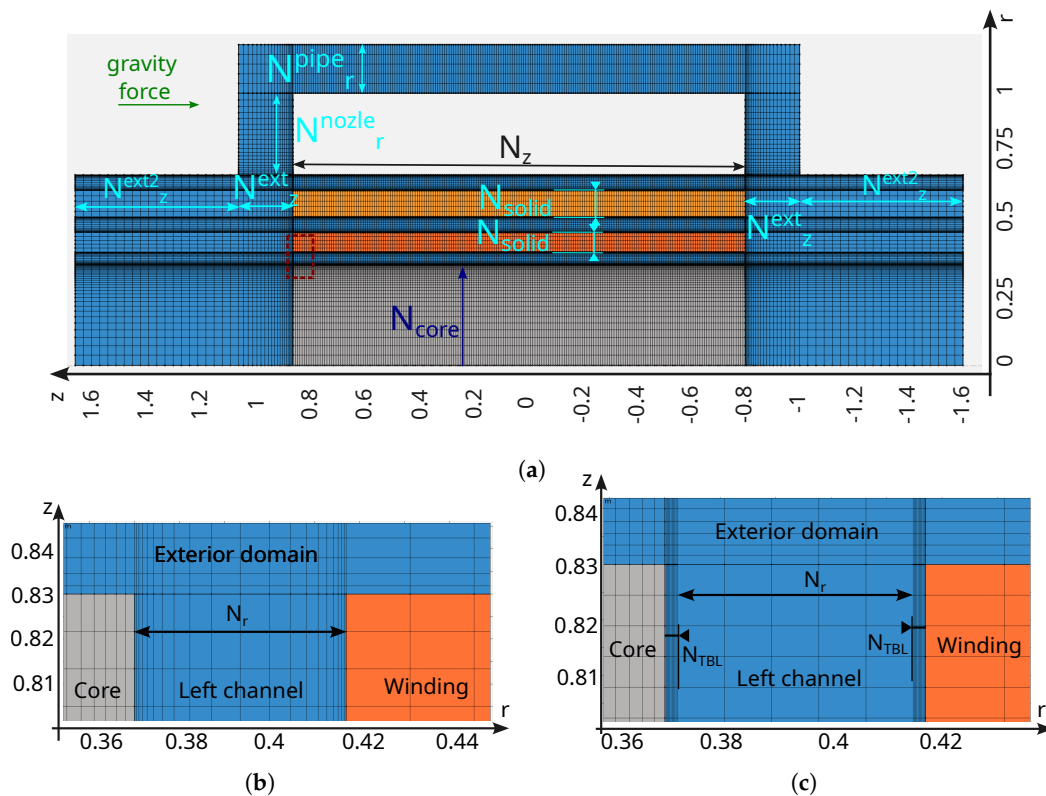 r
gravity
force
N^pipe_r
N^nozle_r
N_z
N^ext2_z
N^ext_z
N_solid
N_solid
N^ext_z
N^ext2_z
N_core
1
0.75
0.5
0.25
0
z
1.6
1.4
1.2
1
0.8
0.6
0.4
0.2
0
-0.2
-0.4
-0.6
-0.8
-1
-1.2
-1.4
-1.6
(a)
z
0.84
0.83
0.82
0.81
Exterior domain
N_r
Core
Left channel
Winding
r
0.36
0.38
0.4
0.42
0.44
(b)
z
0.84
0.83
0.82
0.81
Exterior domain
N_r
N_TBL
N_TBL
Core
Left channel
Winding
r
0.36
0.38
0.4
0.42
(c)